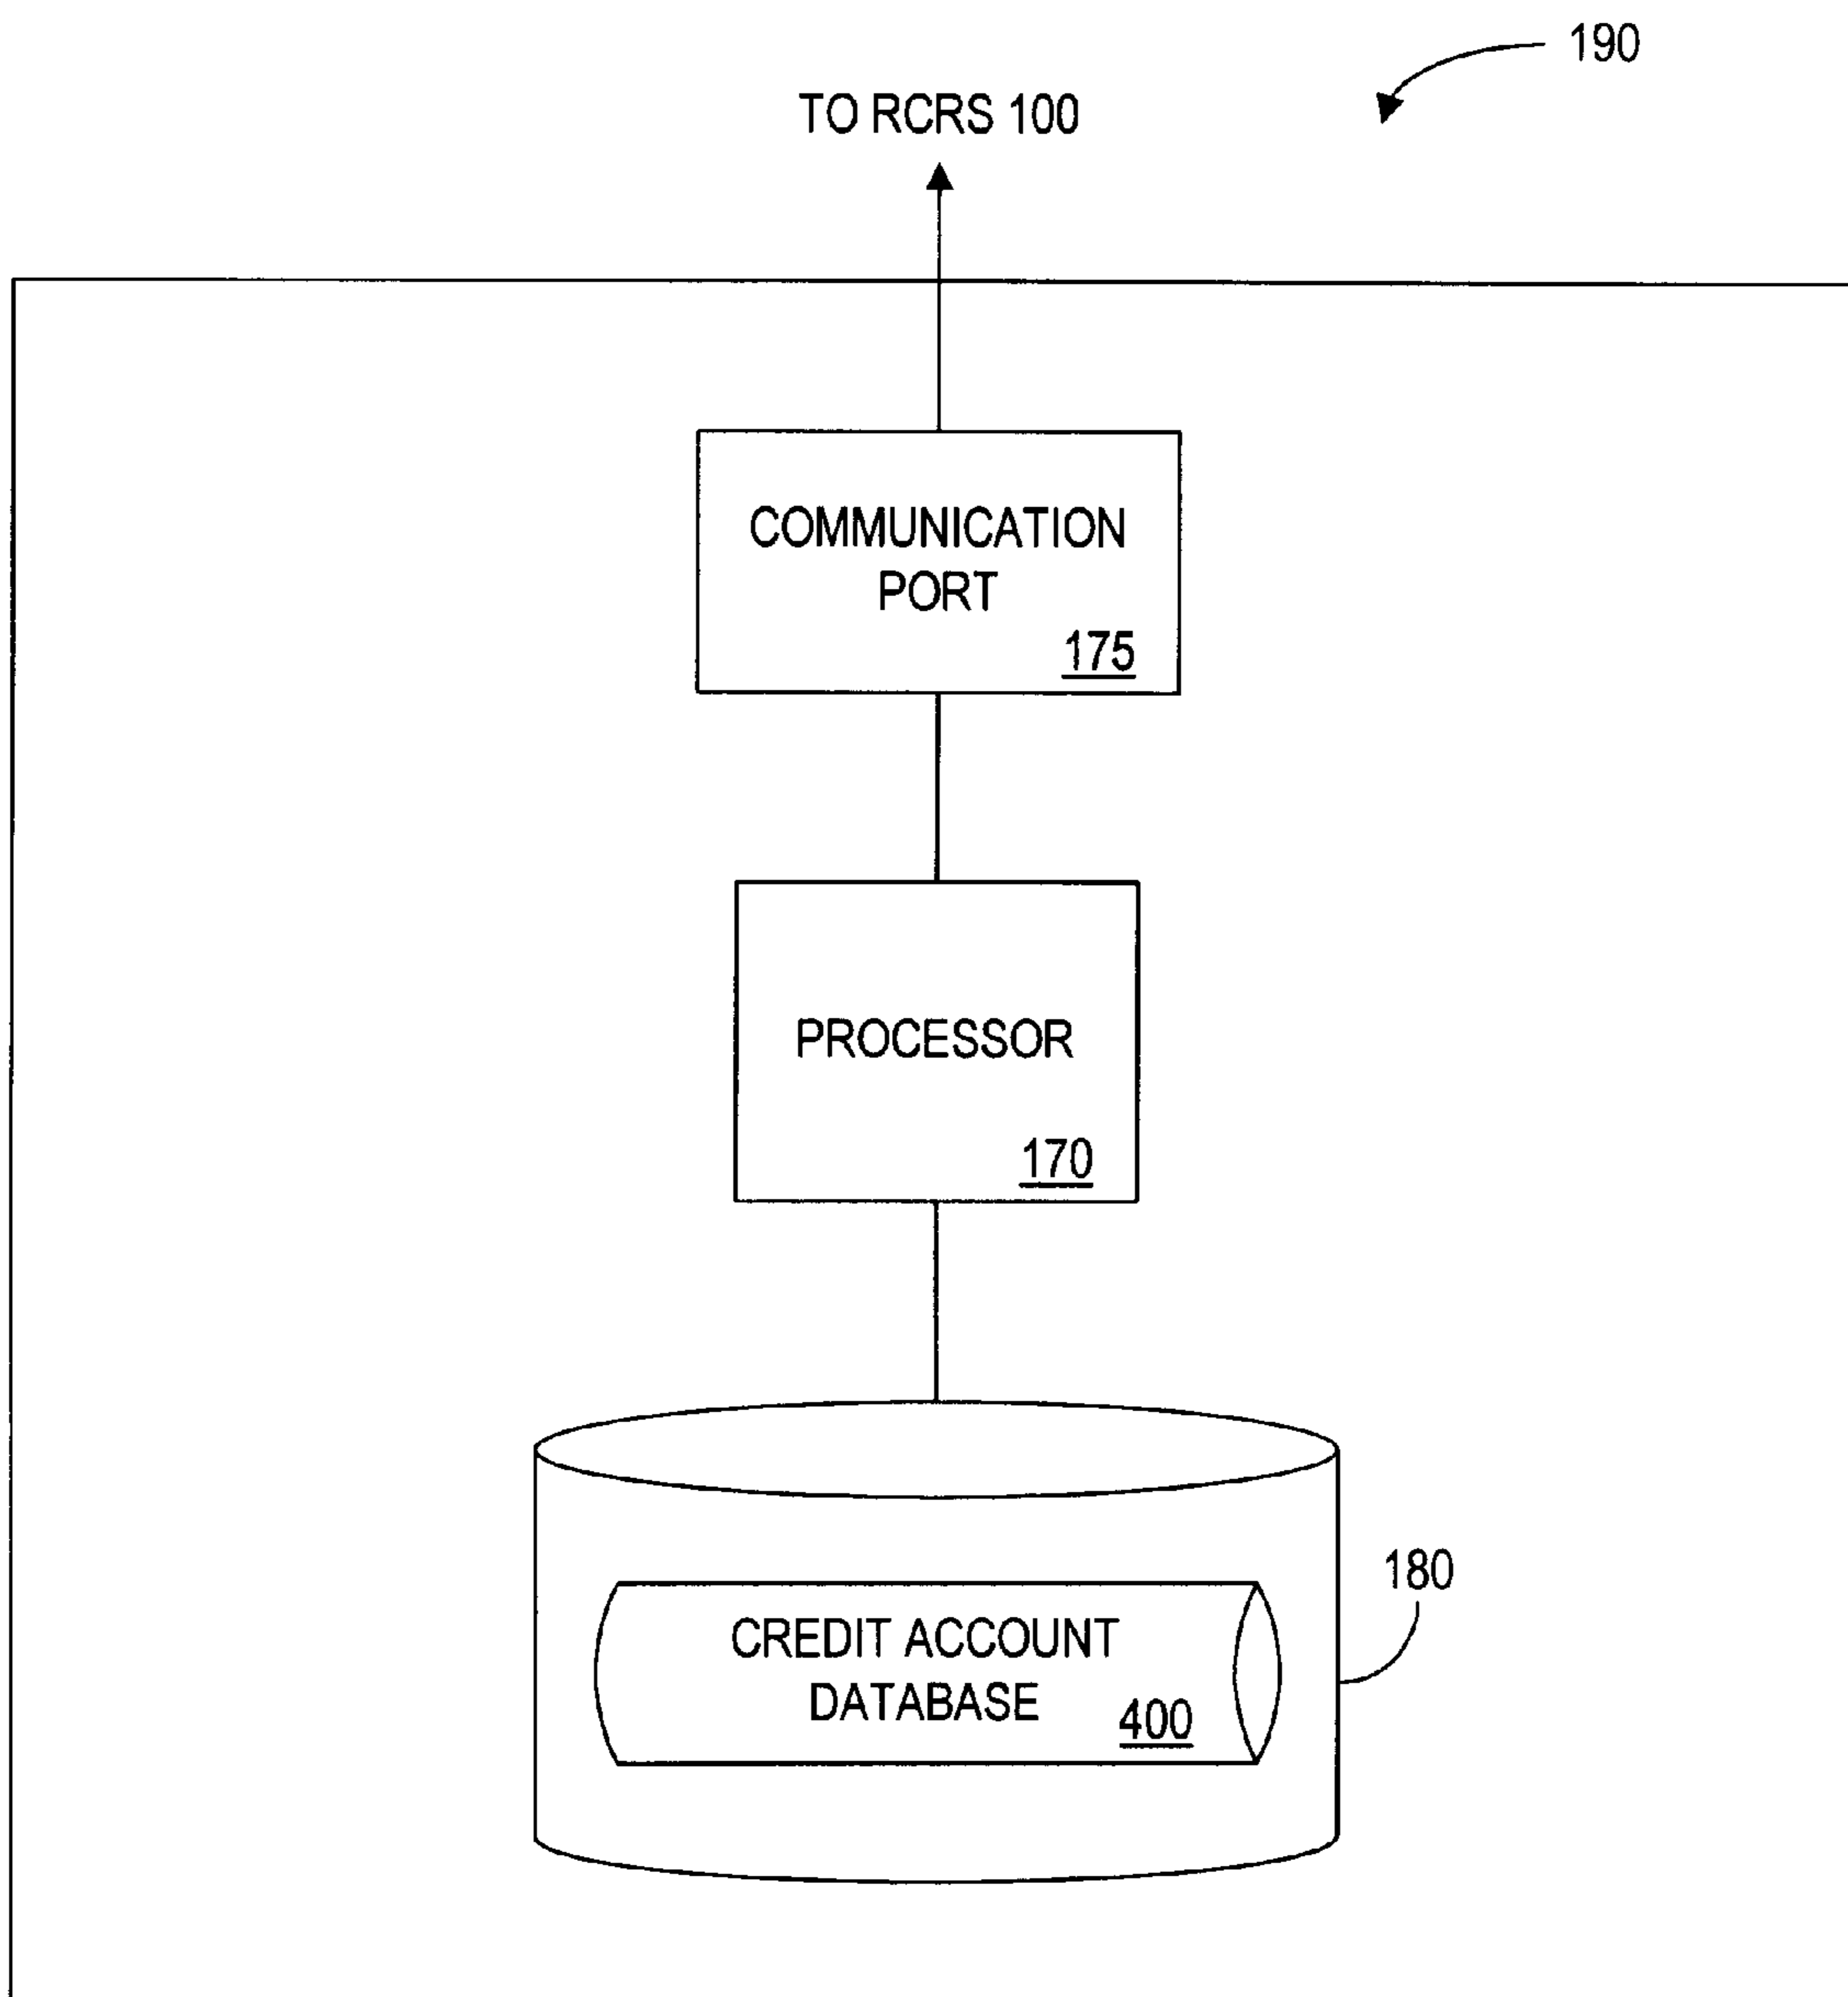 190
TO RCRS 100
COMMUNICATION
PORT
175
PROCESSOR
170
180
CREDIT ACCOUNT
DATABASE
400